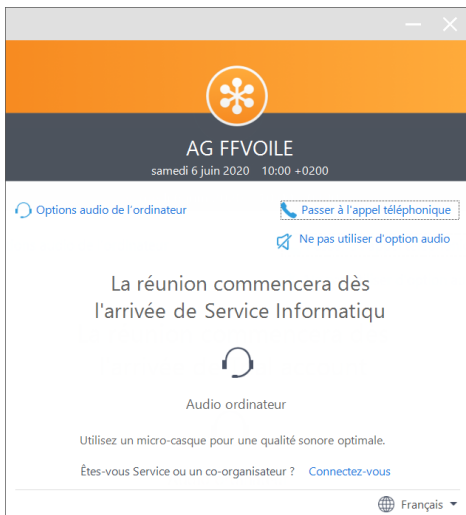 AG FFVOILE
samedi 6 juin 2020 10:00 +0200
Options audio de l'ordinateur
Passer à l'appel téléphonique
Ne pas utiliser d'option audio
La réunion commencera dès
l'arrivée de Service Informatiqu
Audio ordinateur
Utilisez un micro-casque pour une qualité sonore optimale.
Êtes-vous Service ou un co-organisateur ? Connectez-vous
Français